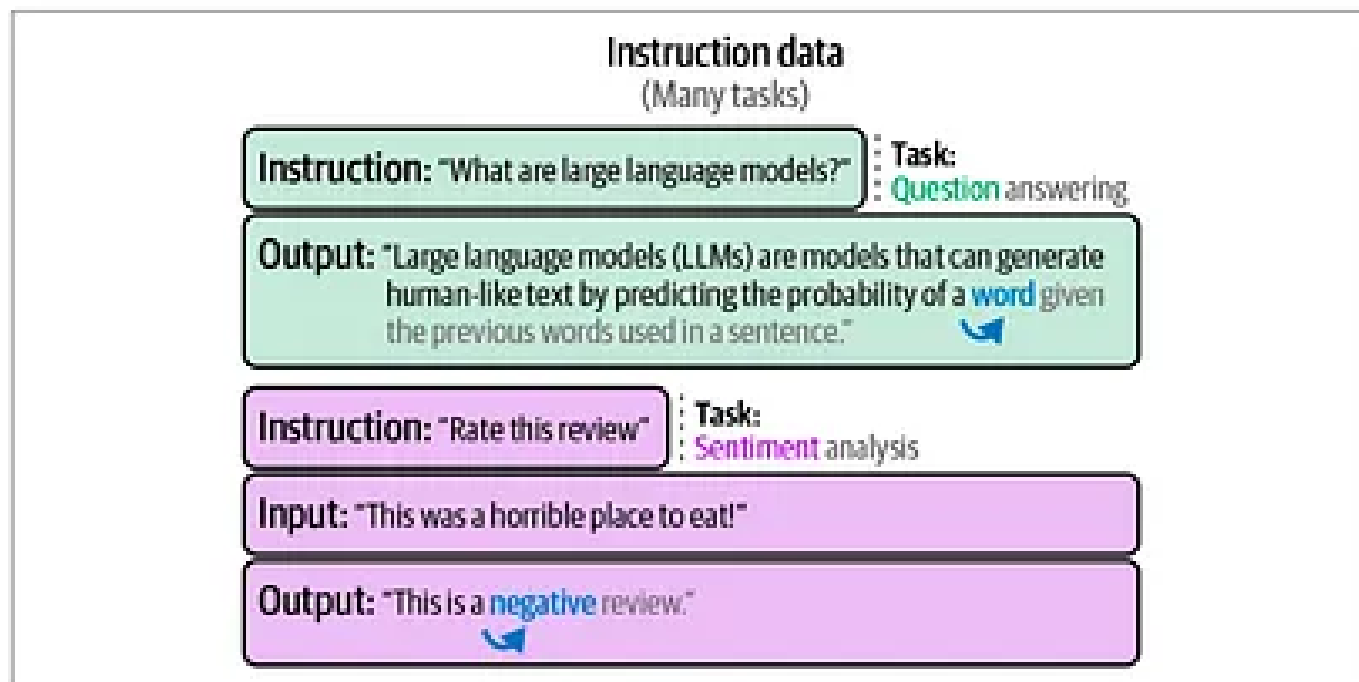 Instruction data
(Many tasks)
Instruction: "What are large language models?"
Task:
Question answering
Output: "Large language models (LLMs) are models that can generate
human-like text by predicting the probability of a word given
the previous words used in a sentence."
Instruction: "Rate this review"
Task:
Sentiment analysis
Input: "This was a horrible place to eat!"
Output: "This is a negative review."